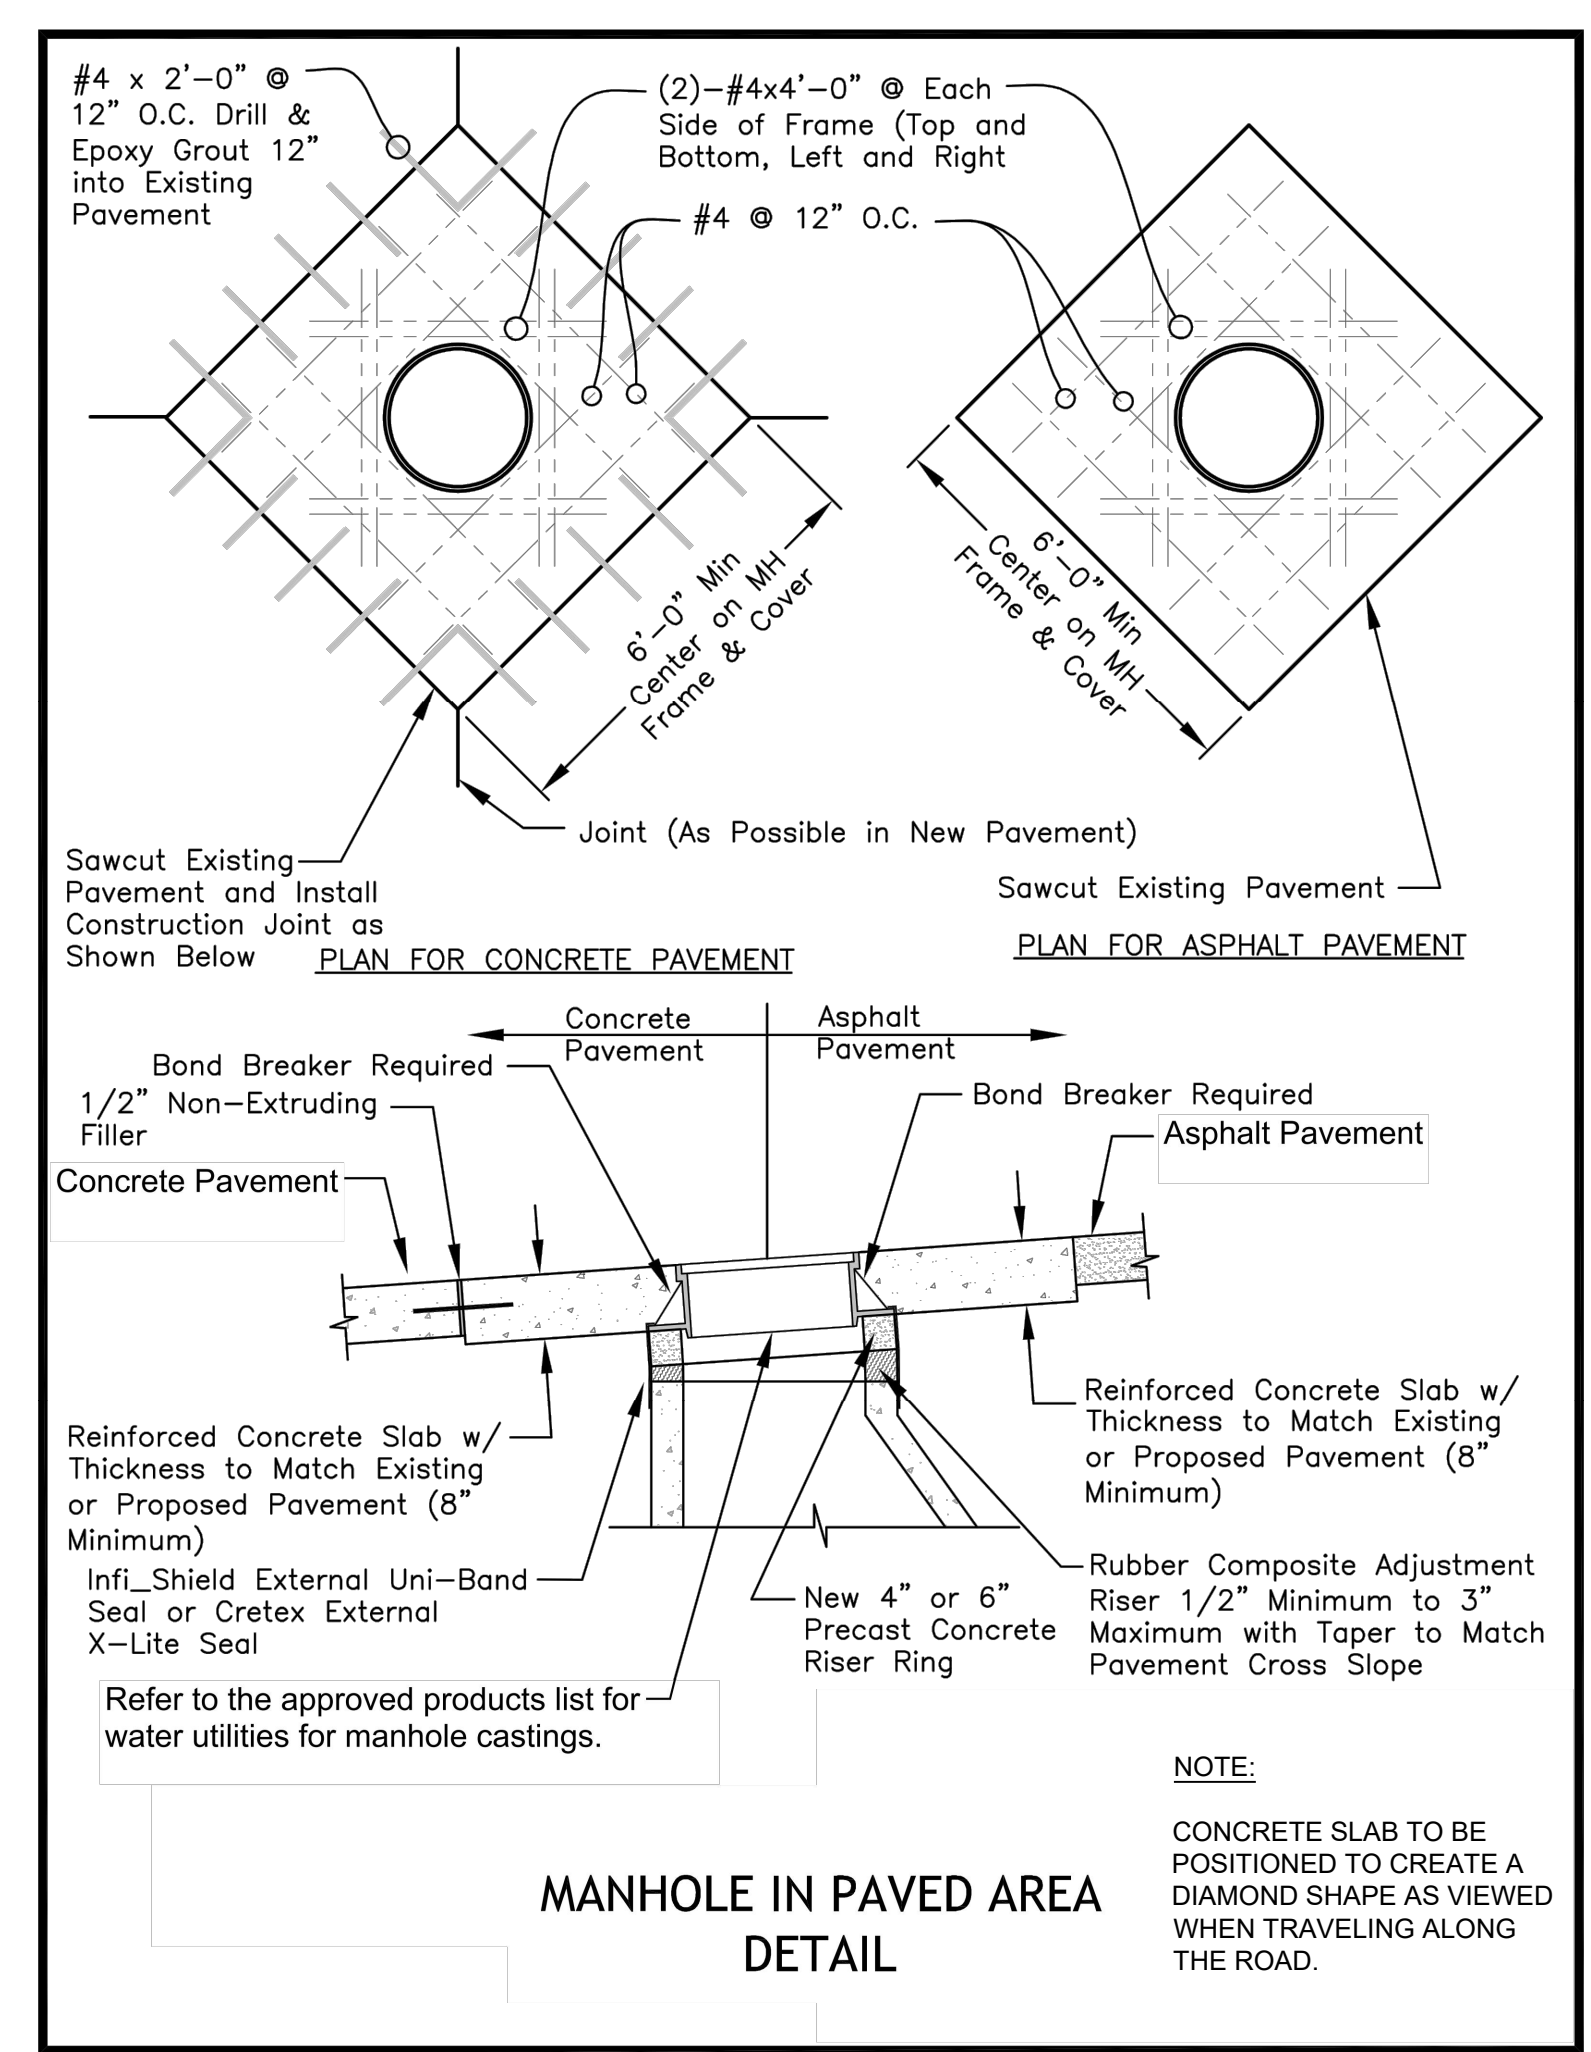 #4 x 2'-0" @
12" O.C. Drill &
Epoxy Grout 12"
into Existing
Pavement
(2)-#4x4'-0" @ Each
Side of Frame (Top and
Bottom, Left and Right
#4 @ 12" O.C.
6'-0" Min
Center on MH
Frame & Cover
6'-0" Min
Center on MH
Frame & Cover
Joint (As Possible in New Pavement)
Sawcut Existing
Pavement and Install
Construction Joint as
Shown Below
PLAN FOR CONCRETE PAVEMENT
Sawcut Existing Pavement
PLAN FOR ASPHALT PAVEMENT
Concrete
Pavement
Asphalt
Pavement
Bond Breaker Required
1/2" Non-Extruding
Filler
Concrete Pavement
Bond Breaker Required
Asphalt Pavement
Reinforced Concrete Slab w/
Thickness to Match Existing
or Proposed Pavement (8"
Minimum)
Reinforced Concrete Slab w/
Thickness to Match Existing
or Proposed Pavement (8"
Minimum)
Infi_Shield External Uni-Band
Seal or Cretex External
X-Lite Seal
New 4" or 6"
Precast Concrete
Riser Ring
Rubber Composite Adjustment
Riser 1/2" Minimum to 3"
Maximum with Taper to Match
Pavement Cross Slope
Refer to the approved products list for
water utilities for manhole castings.
NOTE:
CONCRETE SLAB TO BE
POSITIONED TO CREATE A
DIAMOND SHAPE AS VIEWED
WHEN TRAVELING ALONG
THE ROAD.
MANHOLE IN PAVED AREA
DETAIL